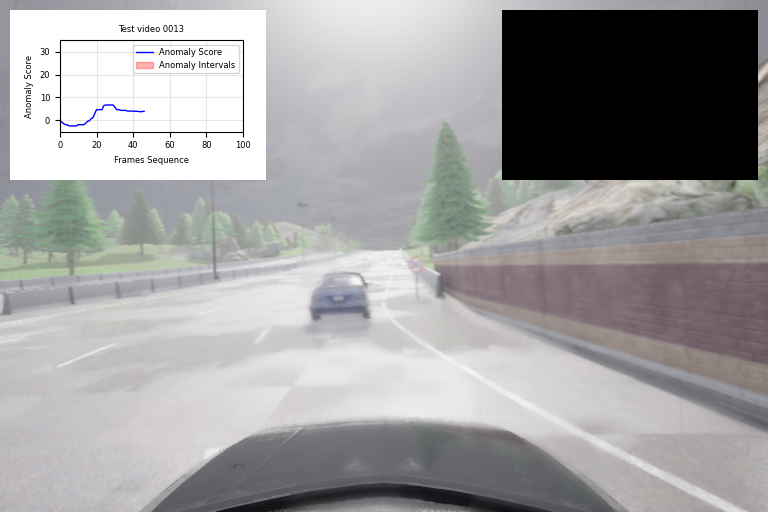 Test video 0013
Anomaly Score
Anomaly Intervals
30
20
10
0
Anomaly Score
0 20 40 60 80 100
Frames Sequence